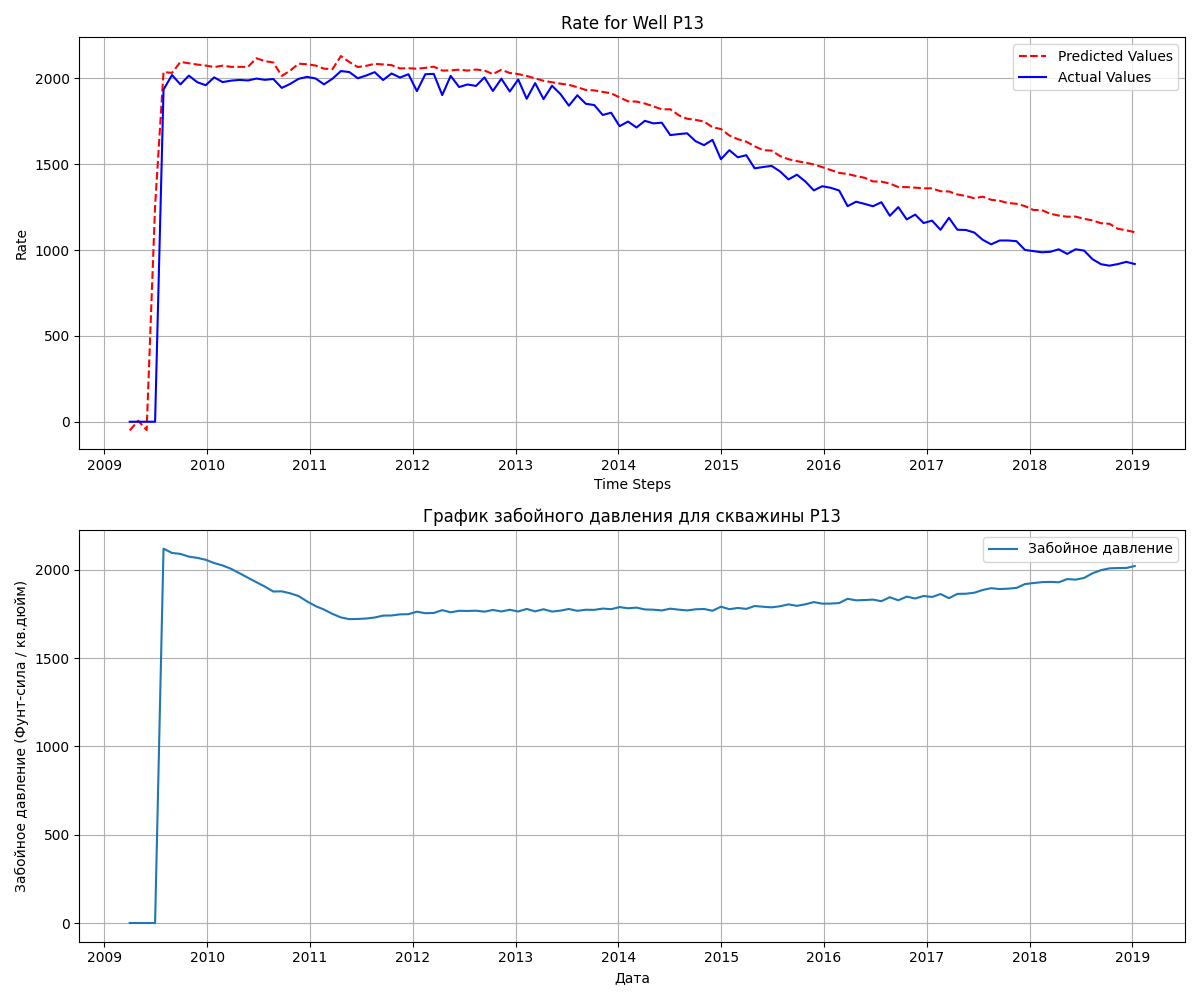 Rate for Well P13
Predicted Values
Actual Values
Rate
2000
1500
1000
500
0
2009 2010 2011 2012 2013 2014 2015 2016 2017 2018 2019
Time Steps
График забойного давления для скважины P13
Забойное давление
Забойное давление (Фунт-сила / кв.дюйм)
2000
1500
1000
500
0
2009 2010 2011 2012 2013 2014 2015 2016 2017 2018 2019
Дата